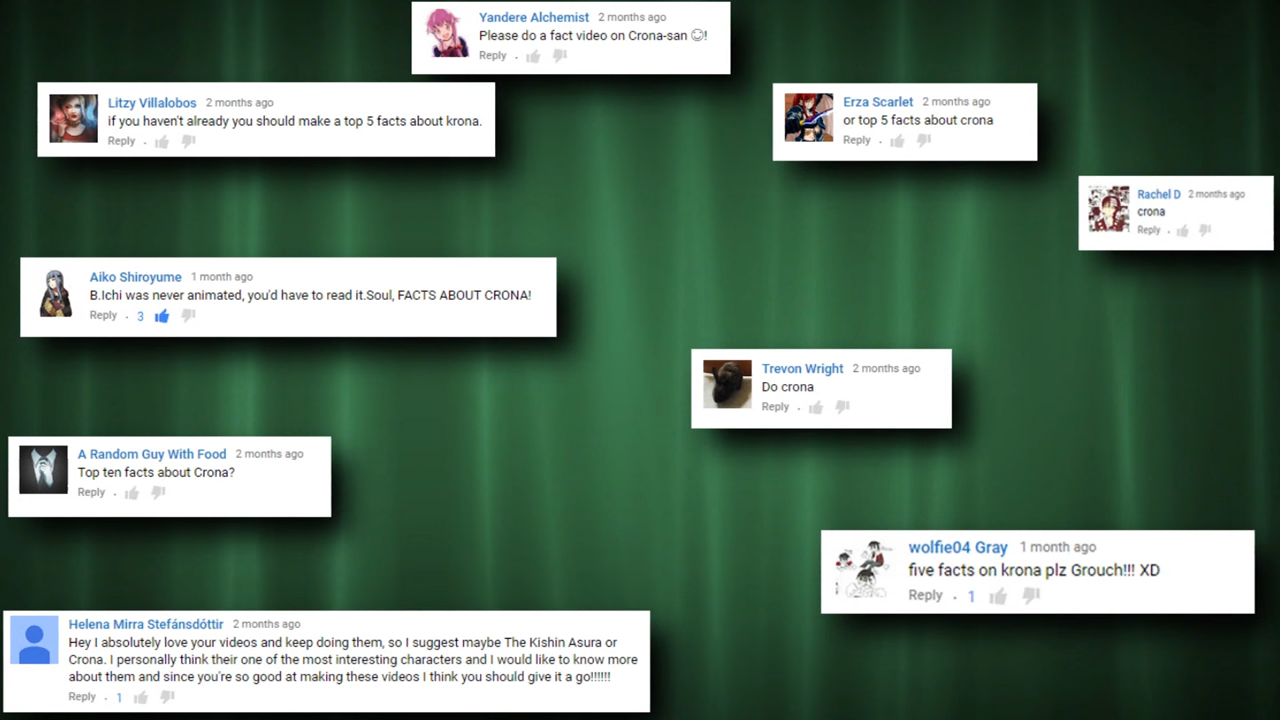 Yandere Alchemist 2 months ago
Please do a fact video on Crona-san ☺!
Reply .
Litzy Villalobos 2 months ago
if you haven't already you should make a top 5 facts about krona.
Reply .
Erza Scarlet 2 months ago
or top 5 facts about crona
Reply .
Rachel D 2 months ago
crona
Reply .
Aiko Shiroyume 1 month ago
B.Ichi was never animated, you'd have to read it.Soul, FACTS ABOUT CRONA!
Reply . 3
Trevon Wright 2 months ago
Do crona
Reply .
A Random Guy With Food 2 months ago
Top ten facts about Crona?
Reply .
wolfie04 Gray 1 month ago
five facts on krona plz Grouch!!! XD
Reply . 1
Helena Mirra Stefánsdóttir 2 months ago
Hey I absolutely love your videos and keep doing them, so I suggest maybe The Kishin Asura or
Crona. I personally think their one of the most interesting characters and I would like to know more
about them and since you're so good at making these videos I think you should give it a go!!!!!!
Reply . 1